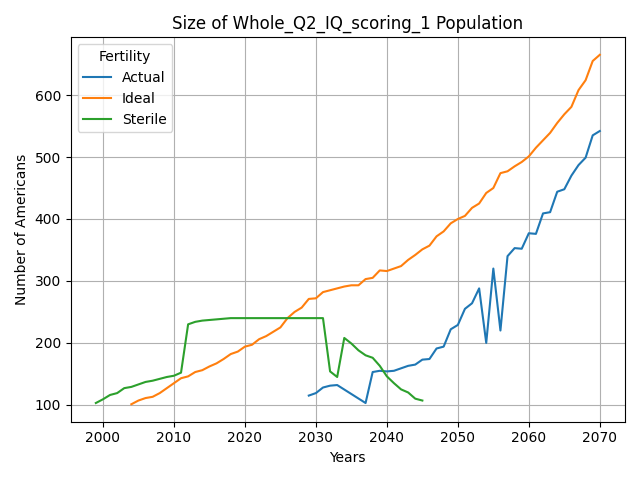 Size of Whole_Q2_IQ_scoring_1 Population
Fertility
Actual
Ideal
Sterile
Number of Americans
600
500
400
300
200
100
2000 2010 2020 2030 2040 2050 2060 2070
Years